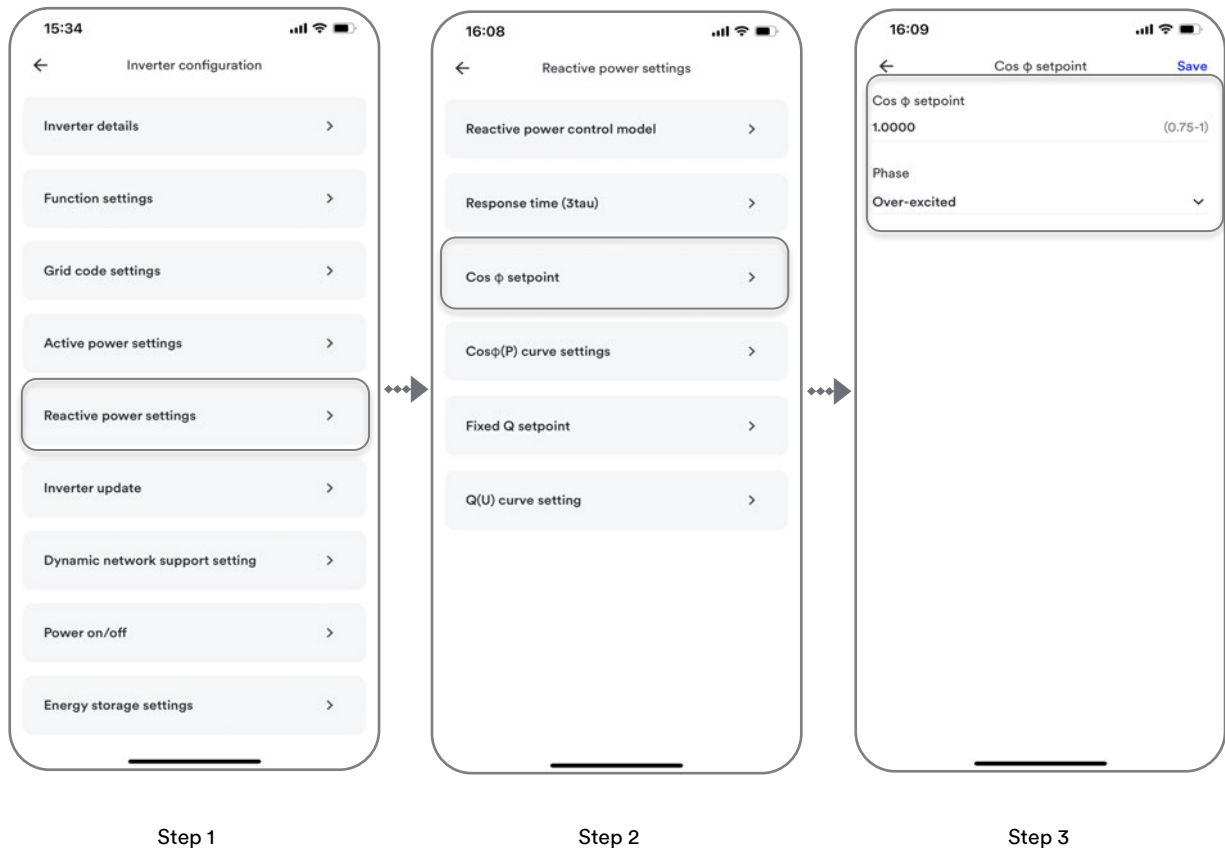 15:34
Inverter configuration
Inverter details
Function settings
Grid code settings
Active power settings
Reactive power settings
Inverter update
Dynamic network support setting
Power on/off
Energy storage settings
Step 1
16:08
Reactive power settings
Reactive power control model
Response time (3tau)
Cos ϕ setpoint
Cosϕ(P) curve settings
Fixed Q setpoint
Q(U) curve setting
Step 2
16:09
Cos ϕ setpoint Save
Cos ϕ setpoint
1.0000 (0.75-1)
Phase
Over-excited
Step 3